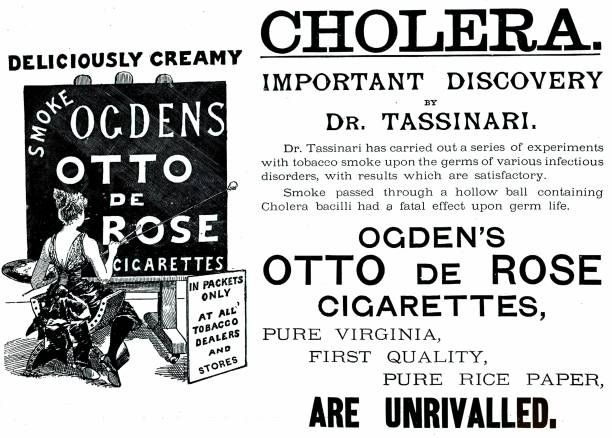 DELICIOUSLY CREAMY
SMOKE
OGDENS
OTTO
DE
ROSE
CIGARETTES
IN PACKETS
ONLY
AT ALL
TOBACCO
DEALERS
AND
STORES
CHOLERA.
IMPORTANT DISCOVERY
BY
DR. TASSINARI.
Dr. Tassinari has carried out a series of experiments
with tobacco smoke upon the germs of various infectious
disorders, with results which are satisfactory.
Smoke passed through a hollow ball containing
Cholera bacilli had a fatal effect upon germ life.
OGDEN'S
OTTO DE ROSE
CIGARETTES,
PURE VIRGINIA,
FIRST QUALITY,
PURE RICE PAPER,
ARE UNRIVALLED.